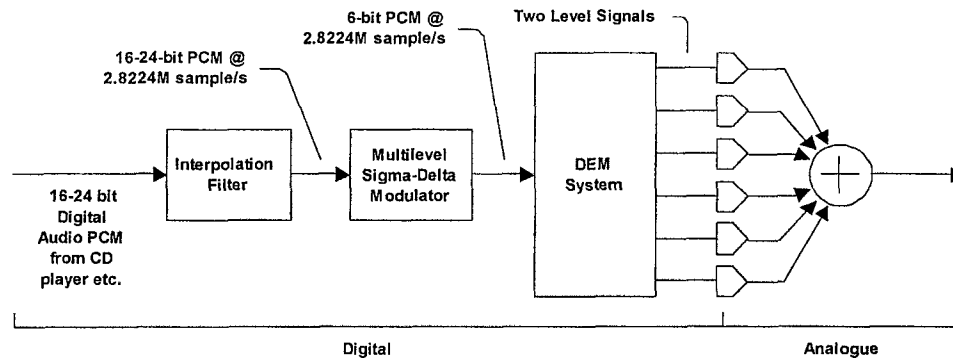 Two Level Signals
6-bit PCM @
2.8224M sample/s
16-24-bit PCM @
2.8224M sample/s
Interpolation
Filter
Multilevel
Sigma-Delta
Modulator
DEM
System
16-24 bit
Digital
Audio PCM
from CD
player etc.
Digital
Analogue